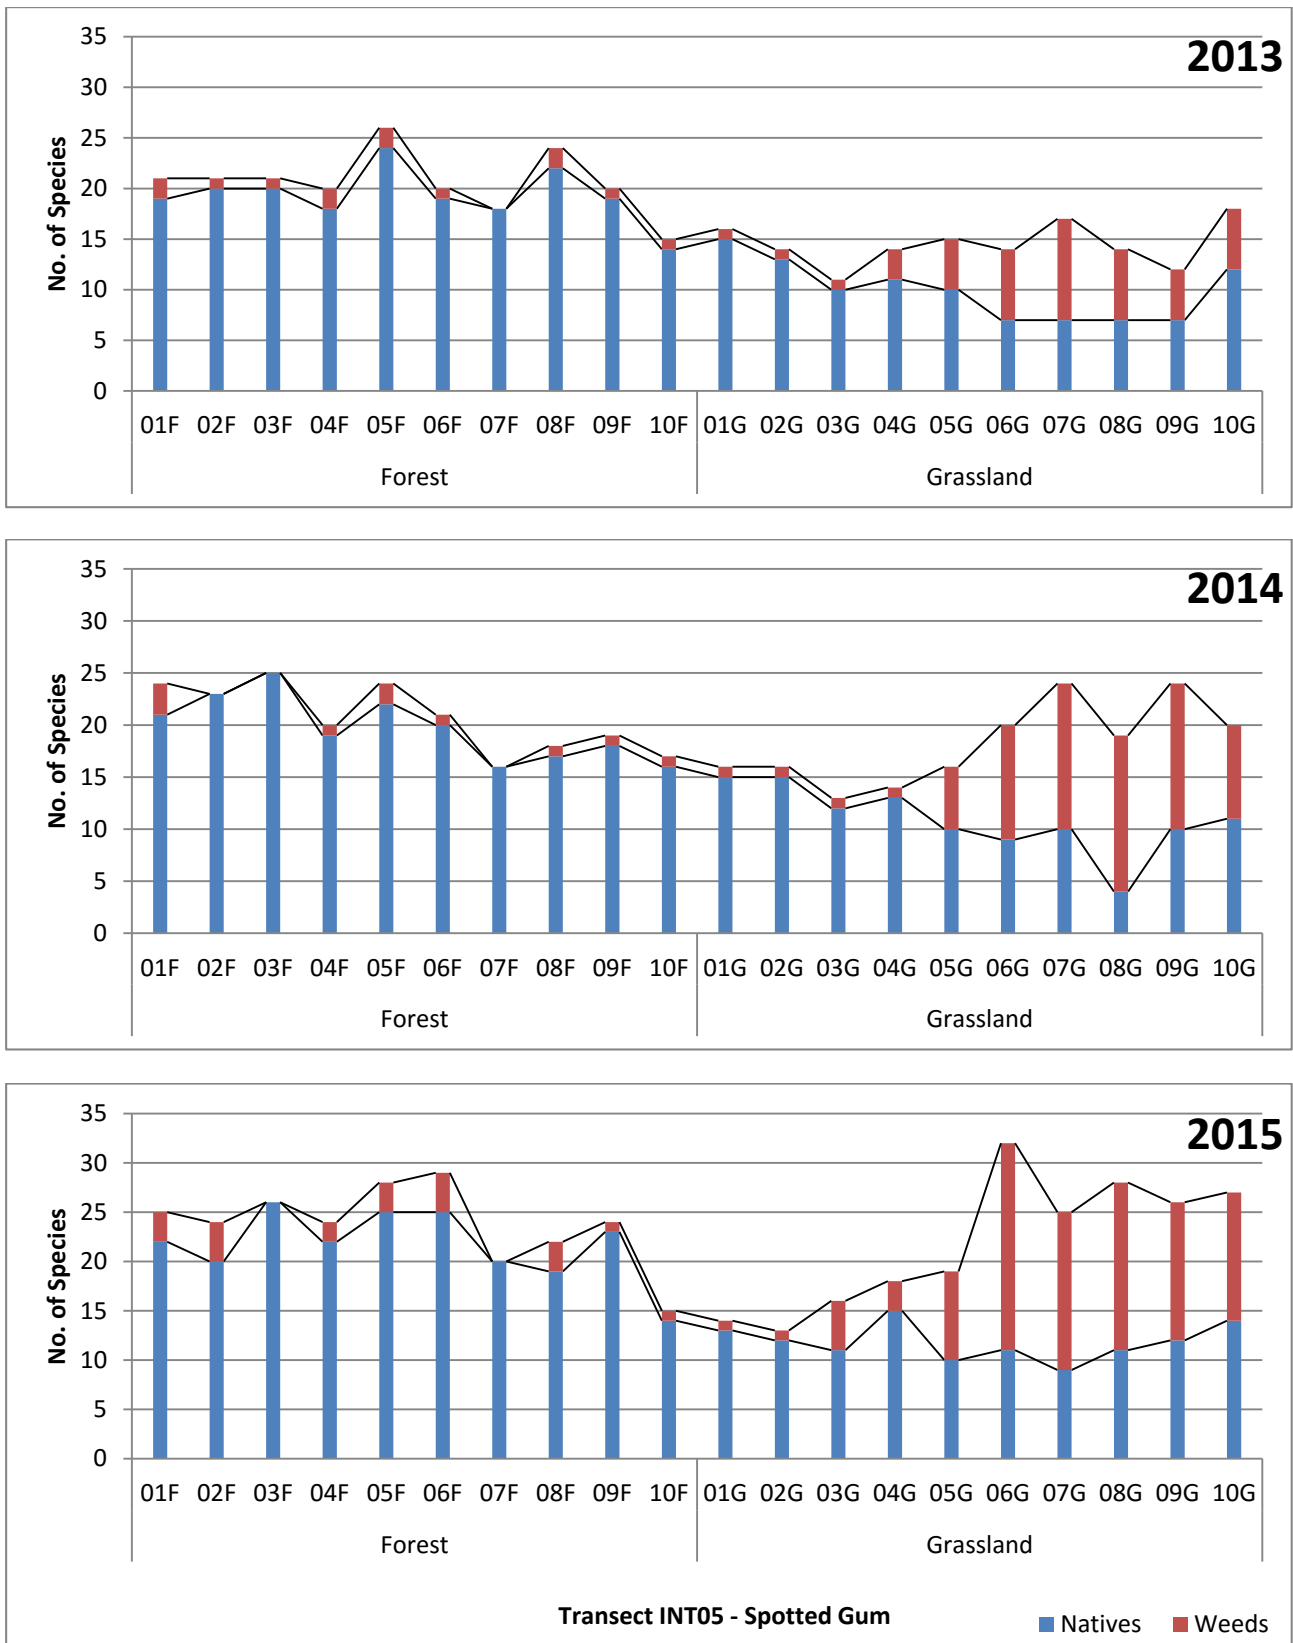 2013
No. of Species
35
30
25
20
15
10
5
0
01F 02F 03F 04F 05F 06F 07F 08F 09F 10F 01G 02G 03G 04G 05G 06G 07G 08G 09G 10G
Forest Grassland
2014
No. of Species
35
30
25
20
15
10
5
0
01F 02F 03F 04F 05F 06F 07F 08F 09F 10F 01G 02G 03G 04G 05G 06G 07G 08G 09G 10G
Forest Grassland
2015
No. of Species
35
30
25
20
15
10
5
0
01F 02F 03F 04F 05F 06F 07F 08F 09F 10F 01G 02G 03G 04G 05G 06G 07G 08G 09G 10G
Forest Grassland
Transect INT05 - Spotted Gum
Natives Weeds